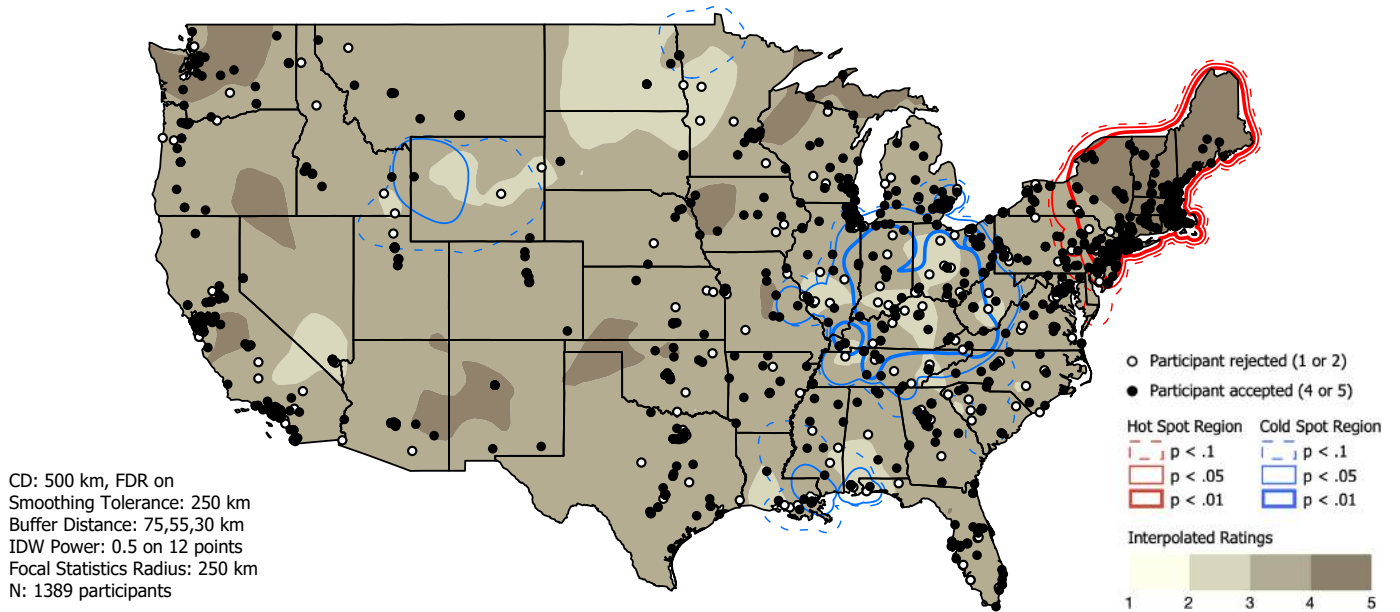 CD: 500 km, FDR on
Smoothing Tolerance: 250 km
Buffer Distance: 75,55,30 km
IDW Power: 0.5 on 12 points
Focal Statistics Radius: 250 km
N: 1389 participants
Participant rejected (1 or 2)
Participant accepted (4 or 5)
Hot Spot Region Cold Spot Region
p < .1 p < .1
p < .05 p < .05
p < .01 p < .01
Interpolated Ratings
1 2 3 4 5